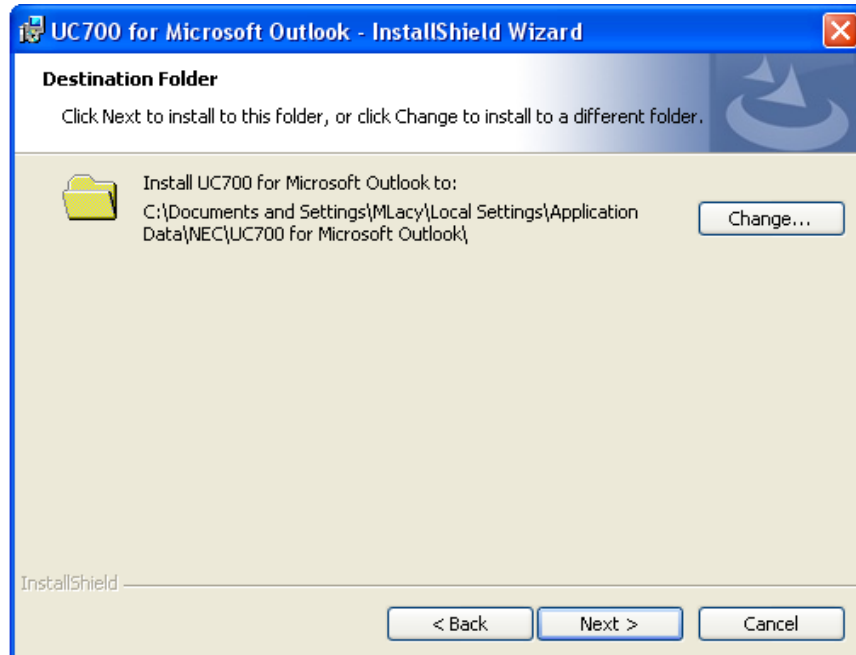 UC700 for Microsoft Outlook - InstallShield Wizard
Destination Folder
Click Next to install to this folder, or click Change to install to a different folder.
Install UC700 for Microsoft Outlook to:
C:\Documents and Settings\MLacy\Local Settings\Application
Data\NEC\UC700 for Microsoft Outlook\
Change...
InstallShield
< Back
Next >
Cancel